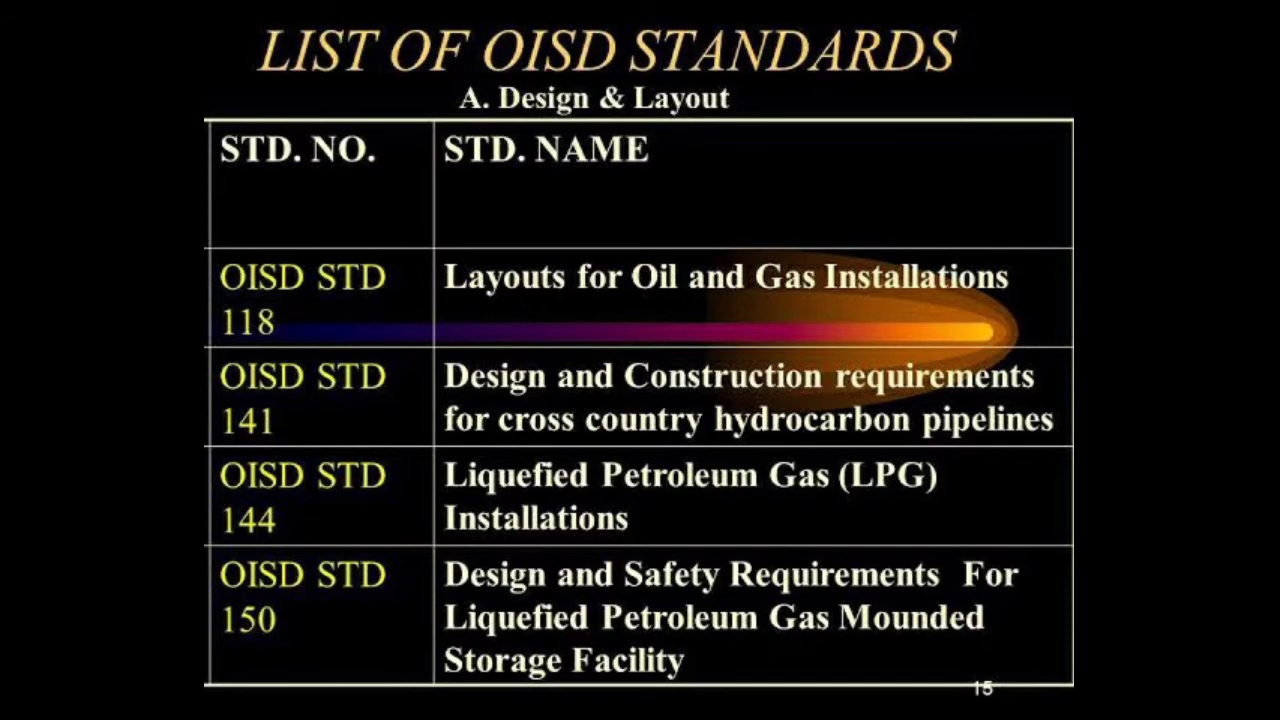 LIST OF OISD STANDARDS
A. Design & Layout
STD. NO.
STD. NAME
OISD STD
118
Layouts for Oil and Gas Installations
OISD STD
141
Design and Construction requirements
for cross country hydrocarbon pipelines
OISD STD
144
Liquefied Petroleum Gas (LPG)
Installations
OISD STD
150
Design and Safety Requirements For
Liquefied Petroleum Gas Mounded
Storage Facility
15